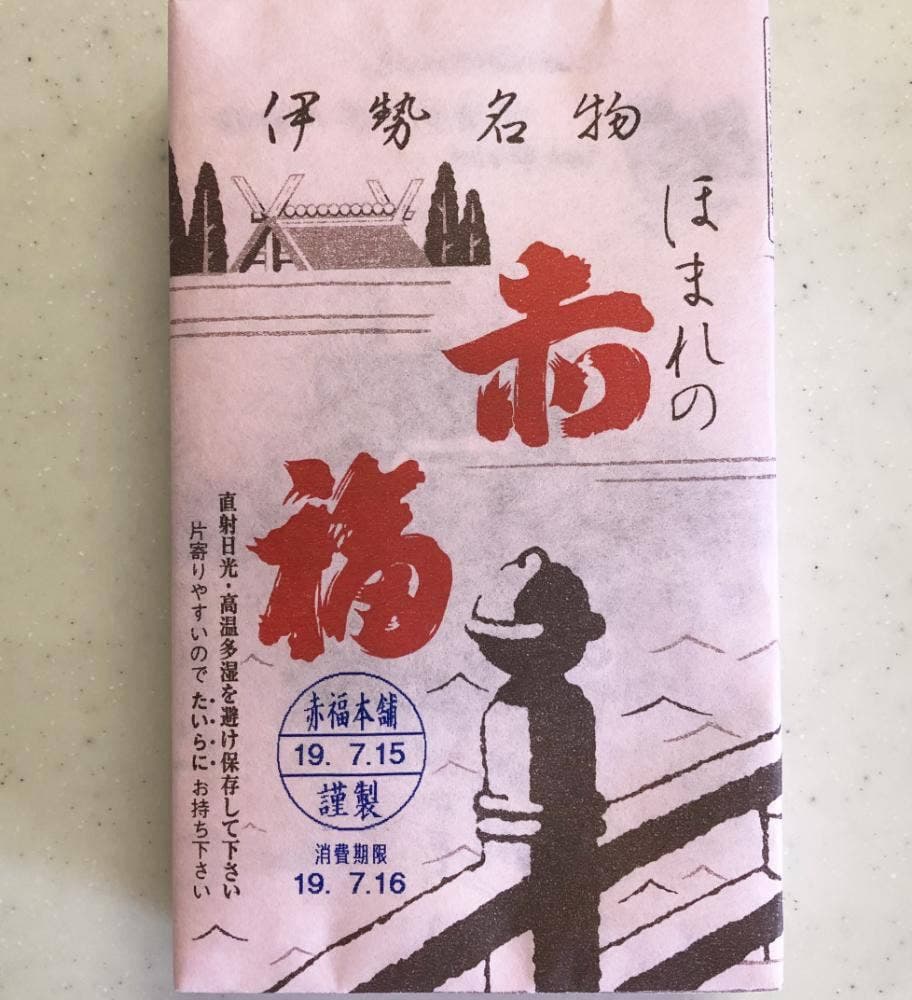 伊勢名物
ほまれの
赤
福
直射日光・高温多湿を避け保存して下さい
片寄りやすいのでたいらにお持ち下さい
赤福本舗
19. 7.15
謹製
消費期限
19. 7.16